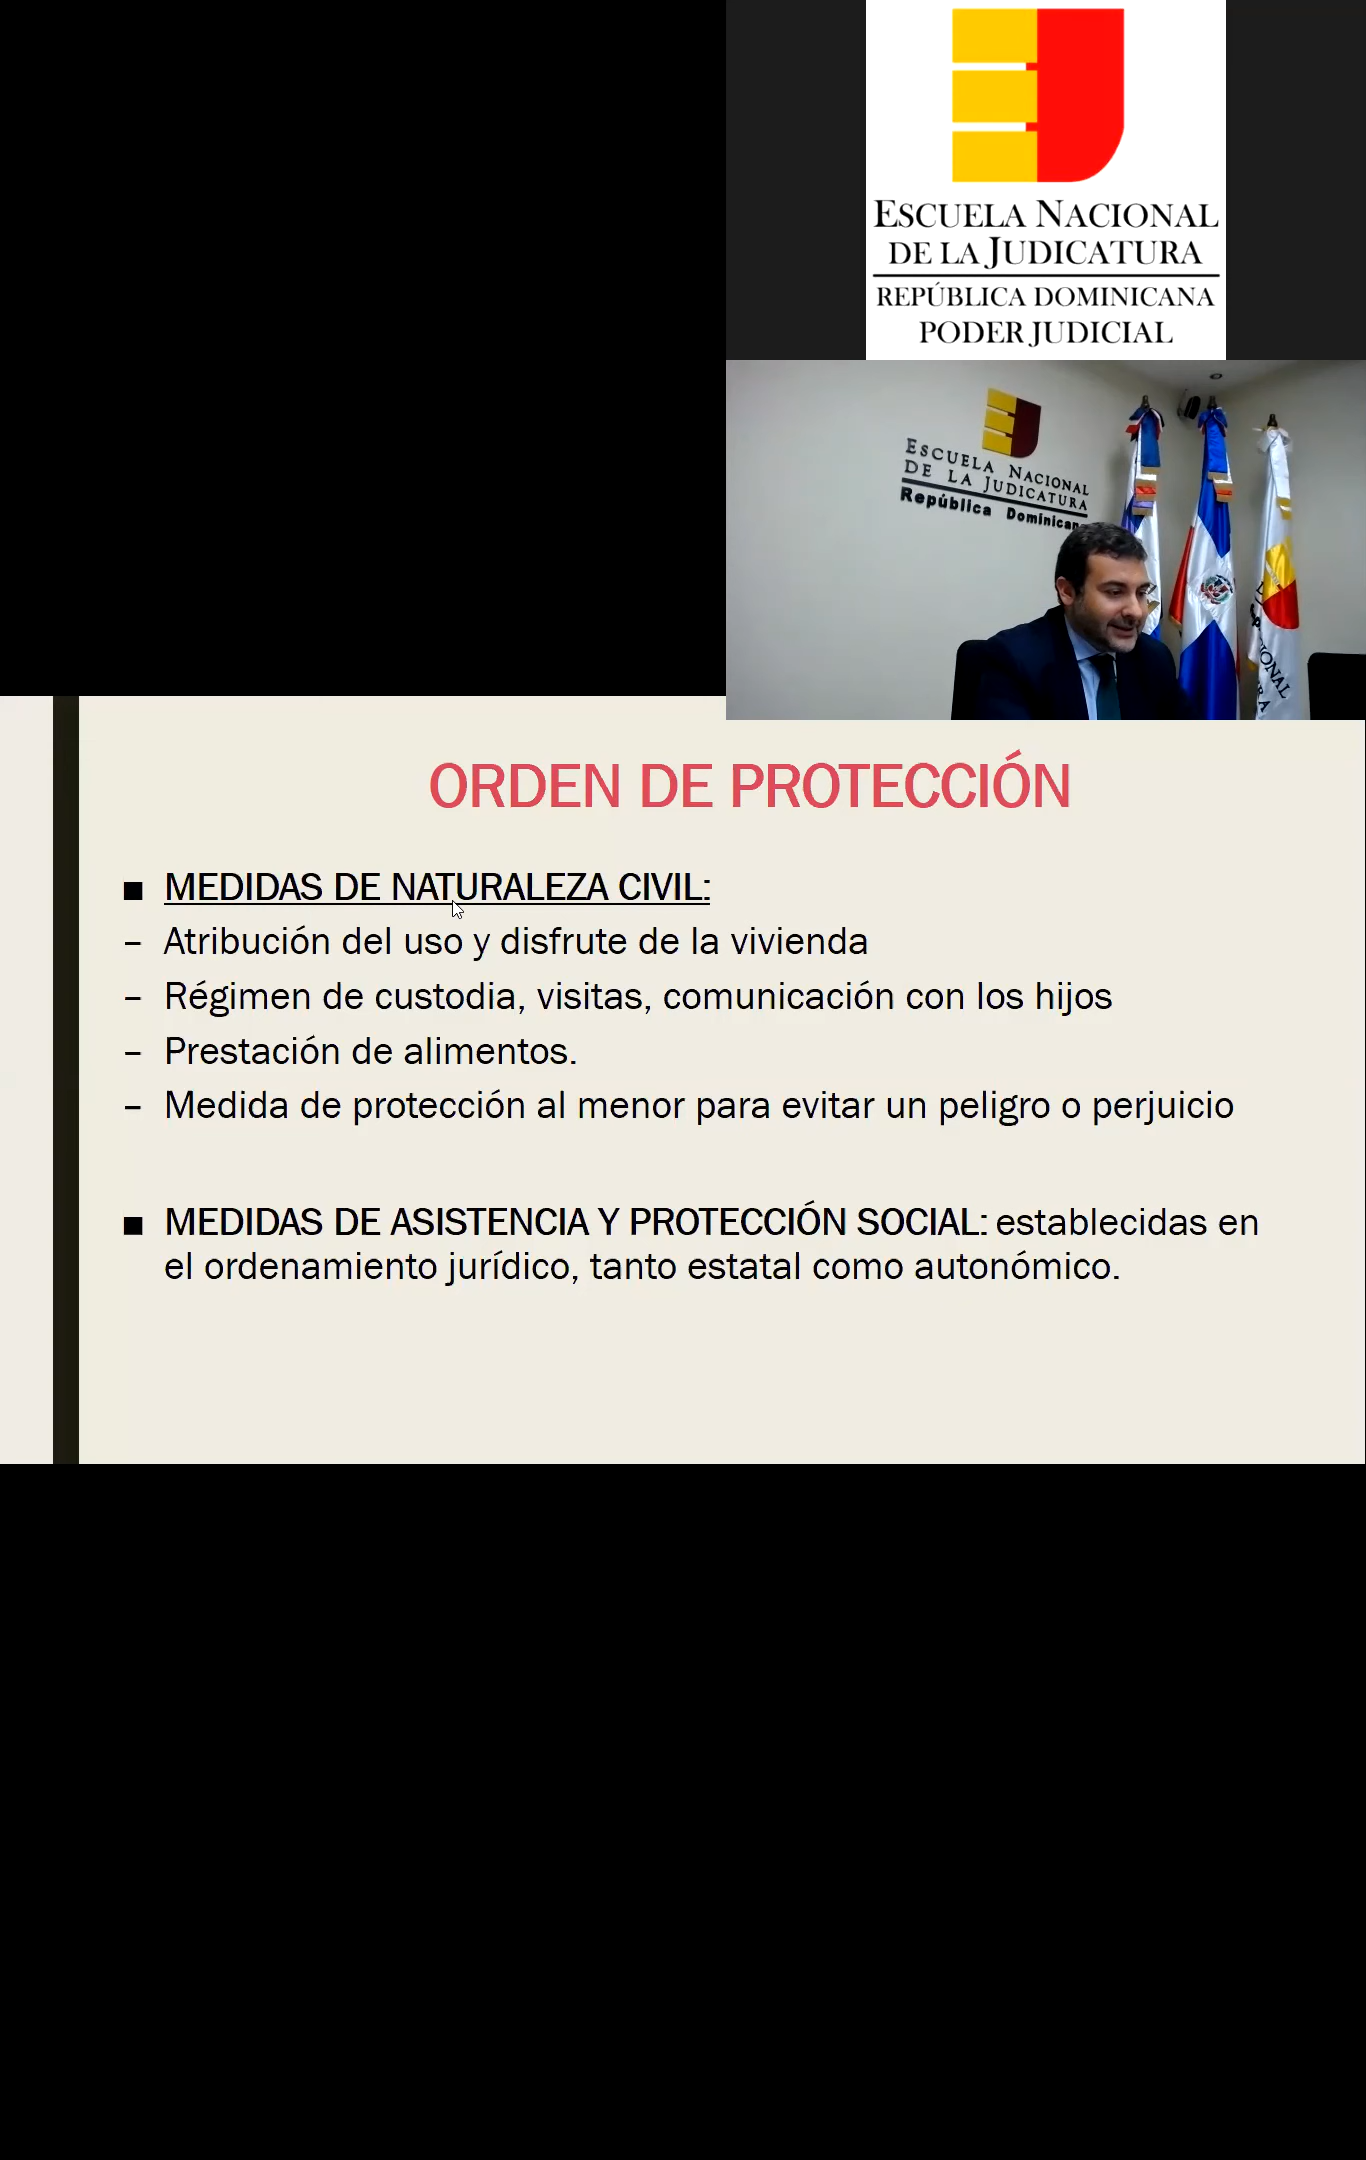 ESCUELA NACIONAL
DE LA JUDICATURA
REPÚBLICA DOMINICANA
PODER JUDICIAL
ESCUELA NACIONAL
DE LA JUDICATURA
República Dominicana
ORDEN DE PROTECCIÓN
■ MEDIDAS DE NATURALEZA CIVIL:
– Atribución del uso y disfrute de la vivienda
– Régimen de custodia, visitas, comunicación con los hijos
– Prestación de alimentos.
– Medida de protección al menor para evitar un peligro o perjuicio
■ MEDIDAS DE ASISTENCIA Y PROTECCIÓN SOCIAL: establecidas en
el ordenamiento jurídico, tanto estatal como autonómico.